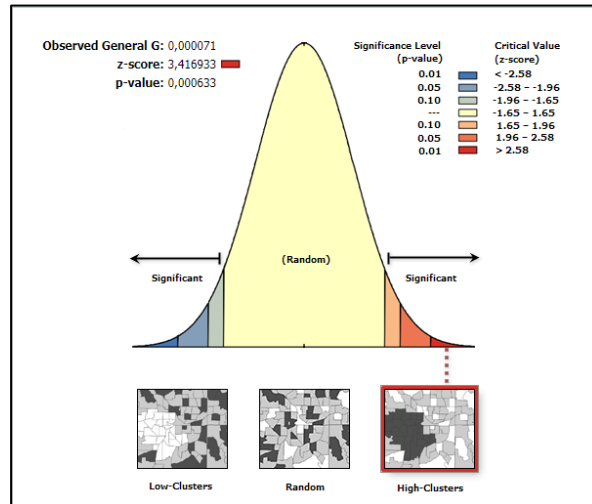 Observed General G: 0,000071
z-score: 3,416933
p-value: 0,000633
Significance Level
(p-value)
Critical Value
(z-score)
0.01 < -2.58
0.05 -2.58 – -1.96
0.10 -1.96 – -1.65
--- -1.65 – 1.65
0.10 1.65 – 1.96
0.05 1.96 – 2.58
0.01 > 2.58
Significant
(Random)
Significant
Low-Clusters
Random
High-Clusters